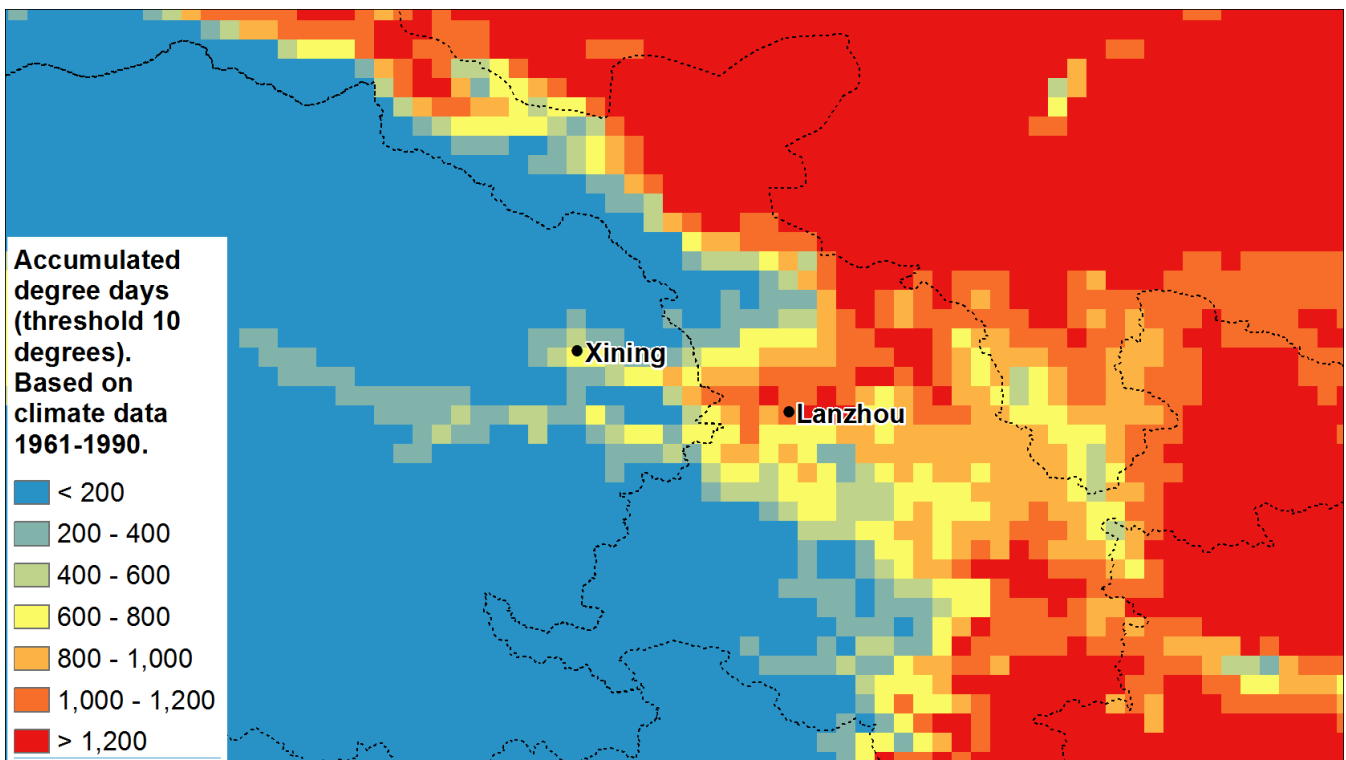 Accumulated
degree days
(threshold 10
degrees).
Based on
climate data
1961-1990.
< 200
200 - 400
400 - 600
600 - 800
800 - 1,000
1,000 - 1,200
> 1,200
Xining
Lanzhou